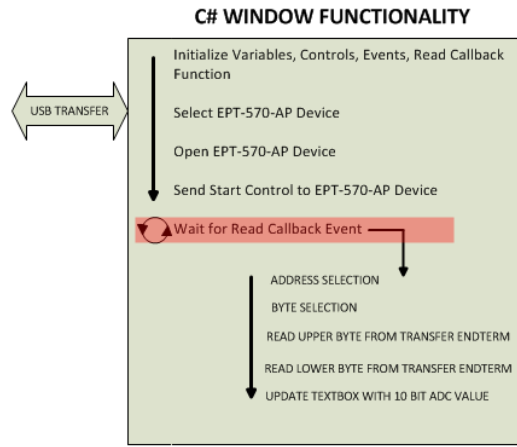 C# WINDOW FUNCTIONALITY
Initialize Variables, Controls, Events, Read Callback
Function
USB TRANSFER
Select EPT-570-AP Device
Open EPT-570-AP Device
Send Start Control to EPT-570-AP Device
Wait for Read Callback Event
ADDRESS SELECTION
BYTE SELECTION
READ UPPER BYTE FROM TRANSFER ENDTERM
READ LOWER BYTE FROM TRANSFER ENDTERM
UPDATE TEXTBOX WITH 10 BIT ADC VALUE